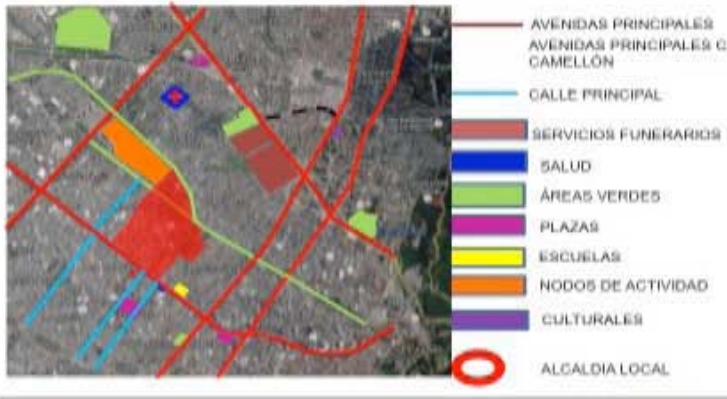 AVENIDAS PRINCIPALES
AVENIDAS PRINCIPALES C
CAMELLÓN
CALLE PRINCIPAL
SERVICIOS FUNERARIOS
SALUD
ÁREAS VERDES
PLAZAS
ESCUELAS
NODOS DE ACTIVIDAD
CULTURALES
ALCALDIA LOCAL